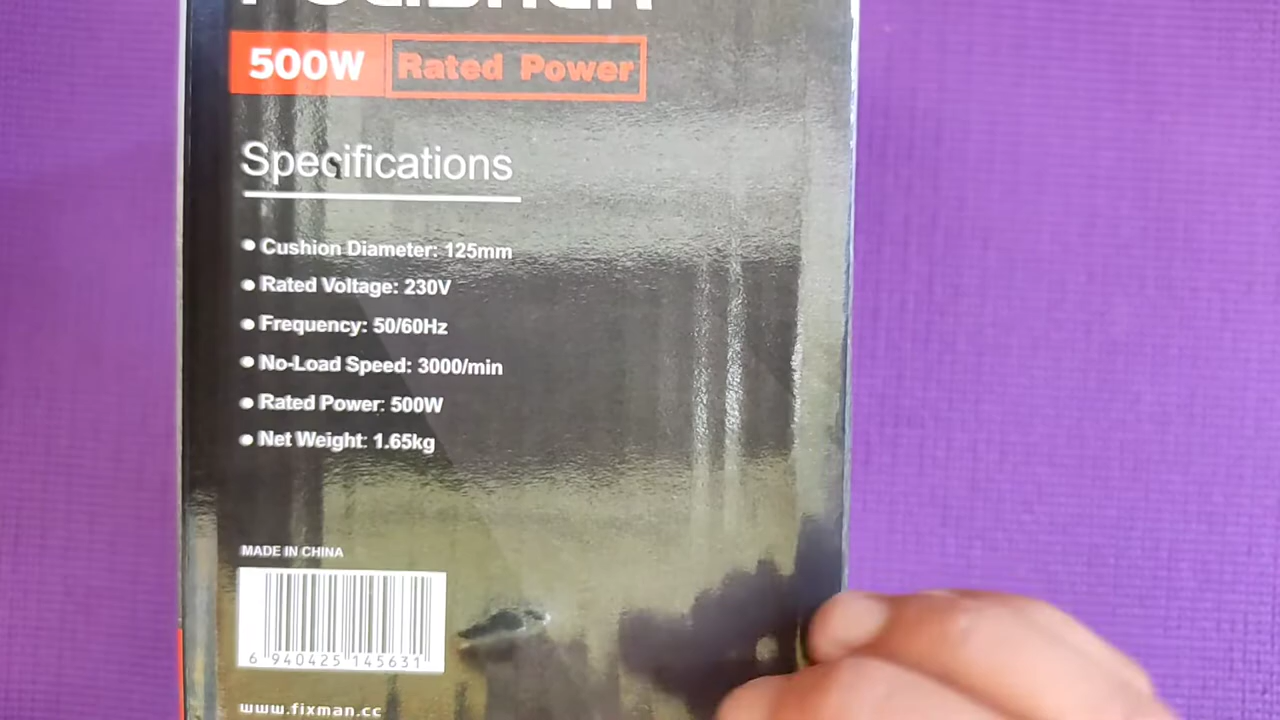 POLISHER
500W Rated Power
Specifications
● Cushion Diameter: 125mm
● Rated Voltage: 230V
● Frequency: 50/60Hz
● No-Load Speed: 3000/min
● Rated Power: 500W
● Net Weight: 1.65kg
MADE IN CHINA
6 940425 145631
www.fixman.cc